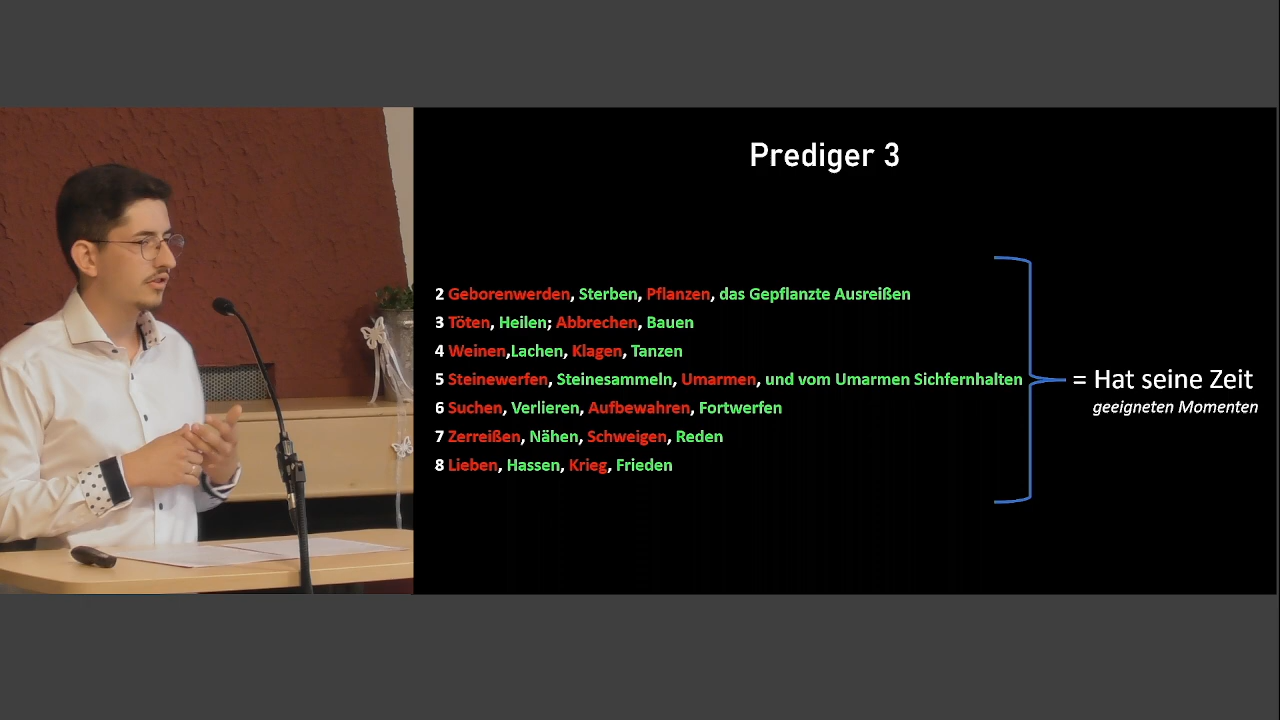 Prediger 3
2 Geborenwerden, Sterben, Pflanzen, das Gepflanzte Ausreißen
3 Töten, Heilen; Abbrechen, Bauen
4 Weinen,Lachen, Klagen, Tanzen
5 Steinewerfen, Steinesammeln, Umarmen, und vom Umarmen Sichfernhalten
6 Suchen, Verlieren, Aufbewahren, Fortwerfen
7 Zerreißen, Nähen, Schweigen, Reden
8 Lieben, Hassen, Krieg, Frieden
= Hat seine Zeit
geeigneten Momenten